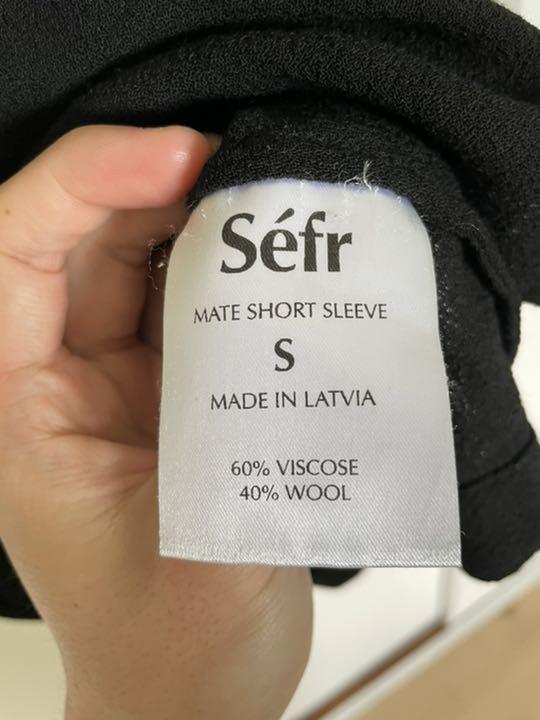 Séfr
MATE SHORT SLEEVE
S
MADE IN LATVIA
60% VISCOSE
40% WOOL